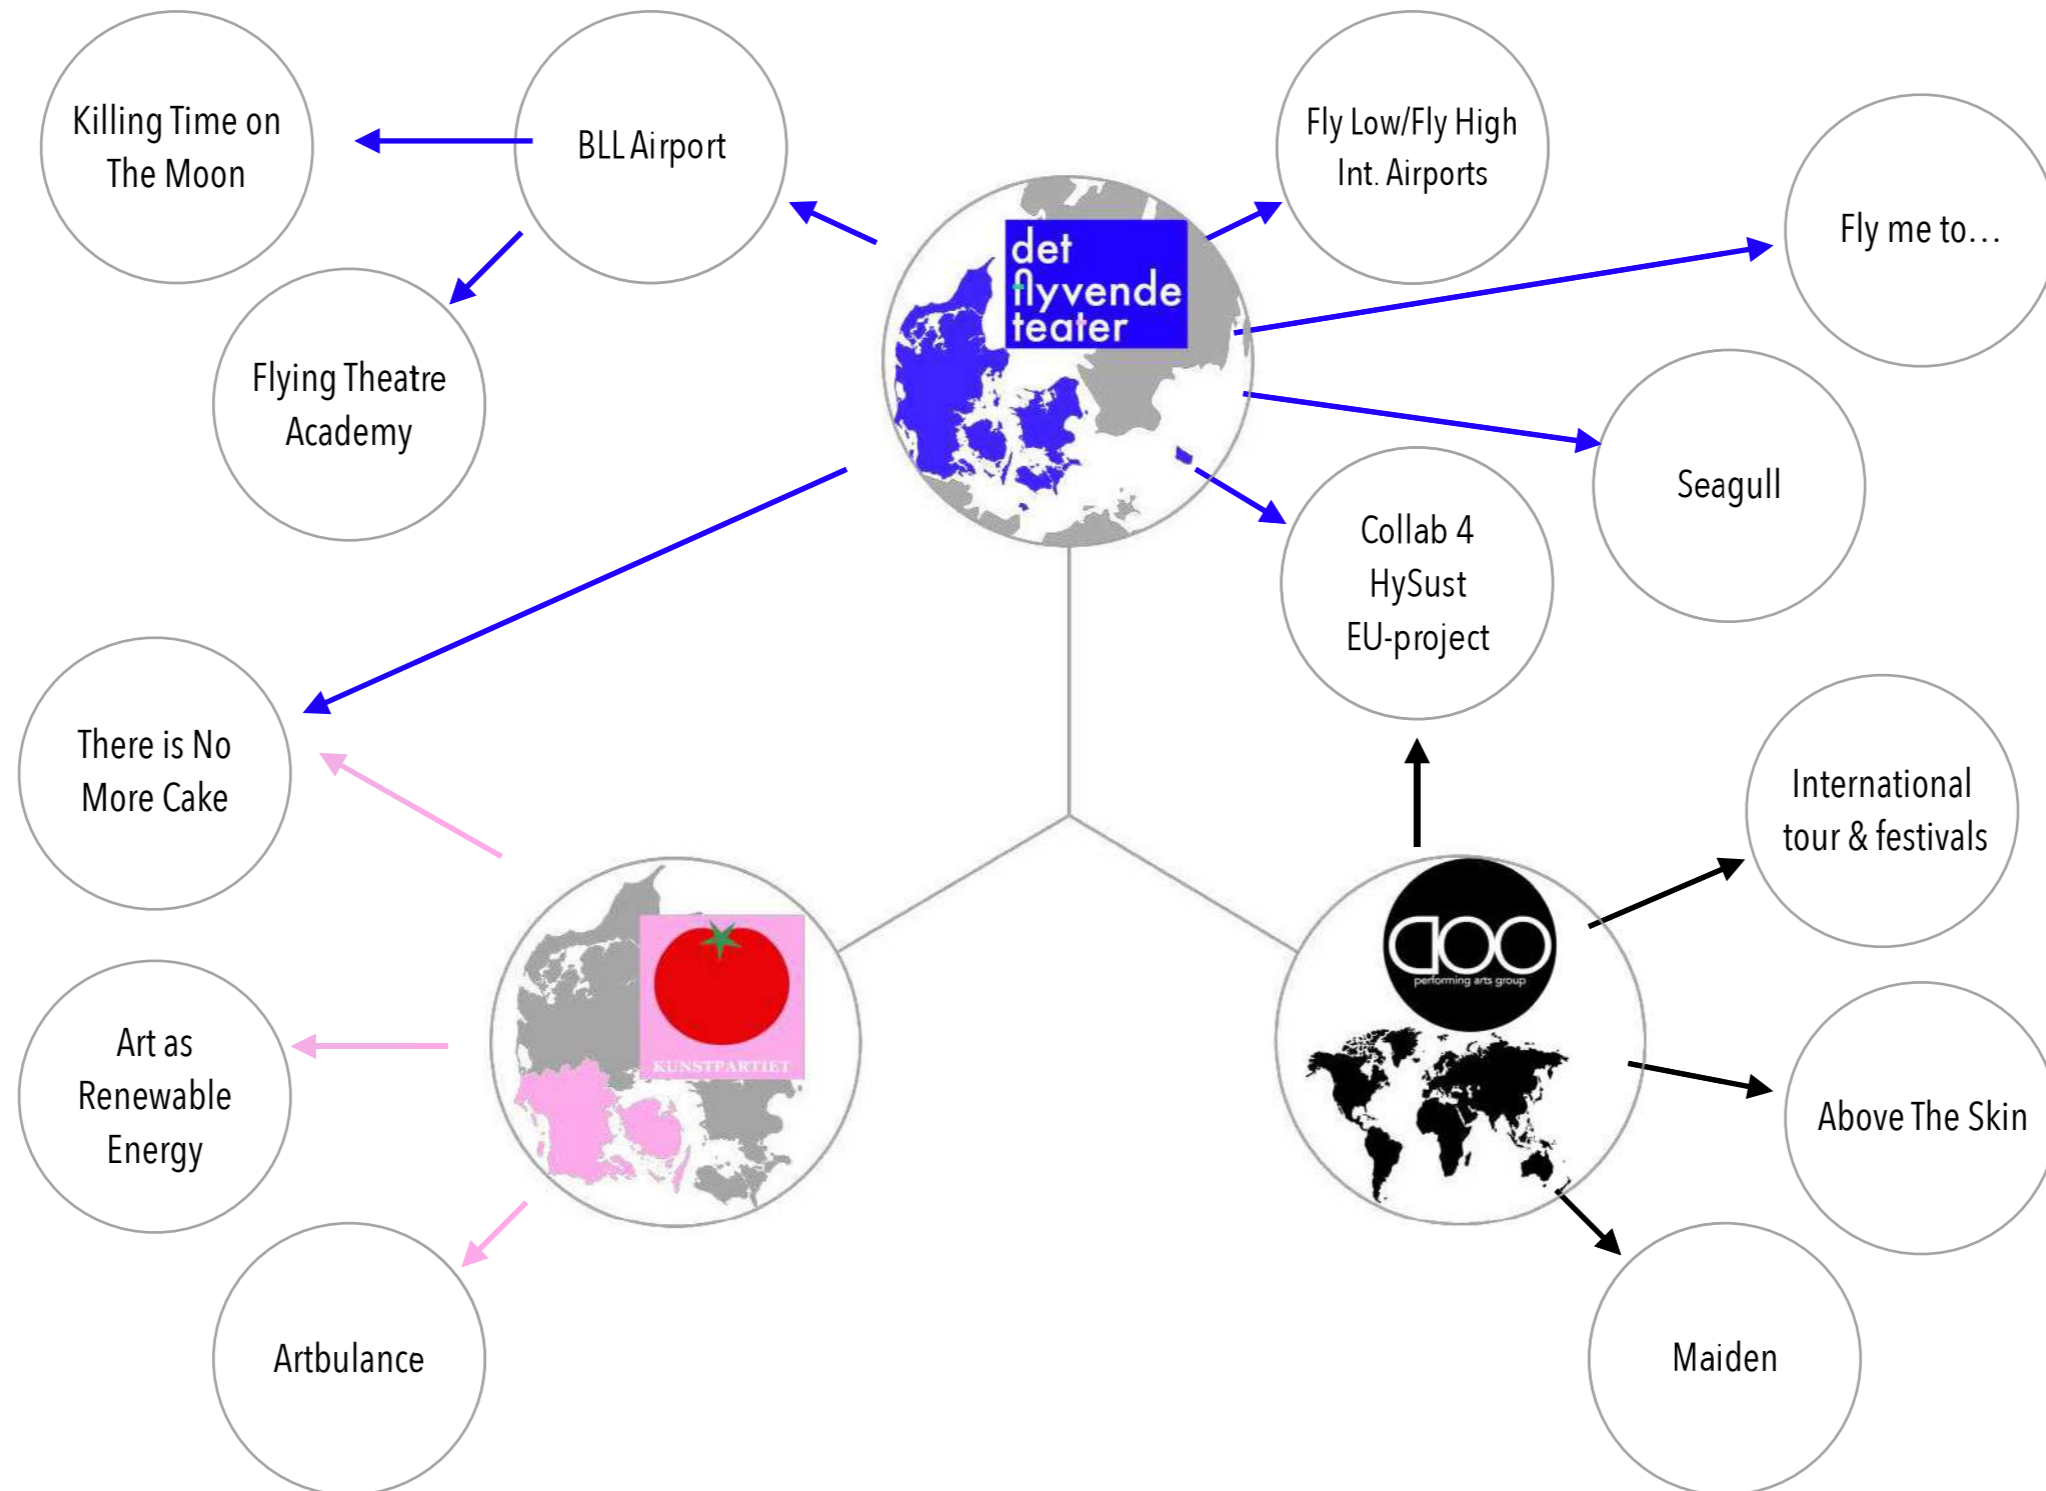 Killing Time on
The Moon
BLL Airport
Fly Low/Fly High
Int. Airports
Fly me to...
det
flyvende
teater
Flying Theatre
Academy
Seagull
Collab 4
HySust
EU-project
There is No
More Cake
International
tour & festivals
KUNSTPARTIET
performing arts group
Art as
Renewable
Energy
Above The Skin
Artbulance
Maiden